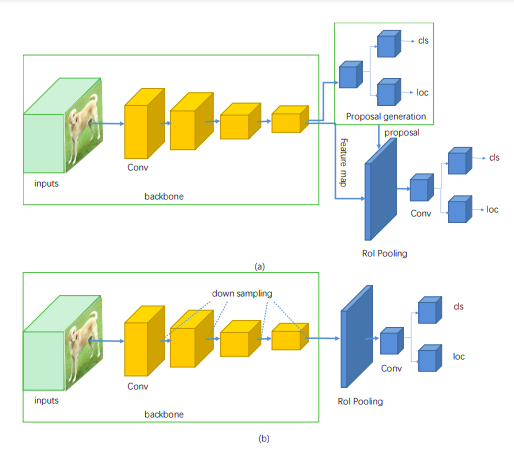 cls
loc
Proposal generation
proposal
Feature map
Conv
inputs
backbone
cls
loc
Conv
RoI Pooling
(a)
down sampling
cls
loc
Conv
Conv
inputs
RoI Pooling
backbone
(b)